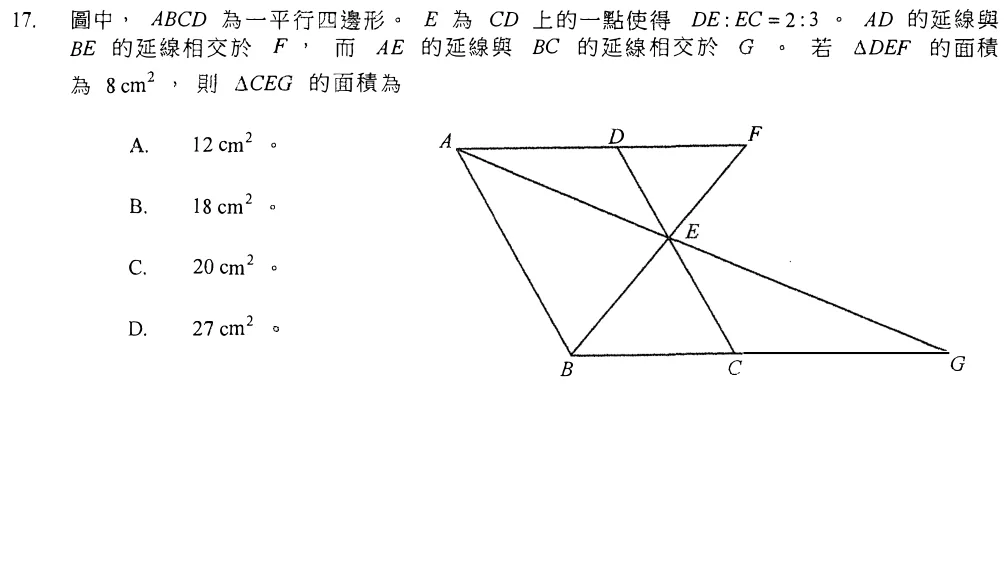 17. 圖中，ABCD 為一平行四邊形。E 為 CD 上的一點使得 DE : EC = 2 : 3 。AD 的延線與
BE 的延線相交於 F ，而 AE 的延線與 BC 的延線相交於 G 。若 ΔDEF 的面積
為 8 cm² ，則 ΔCEG 的面積為
A. 12 cm² 。
B. 18 cm² 。
C. 20 cm² 。
D. 27 cm² 。
A
D
F
E
B
C
G